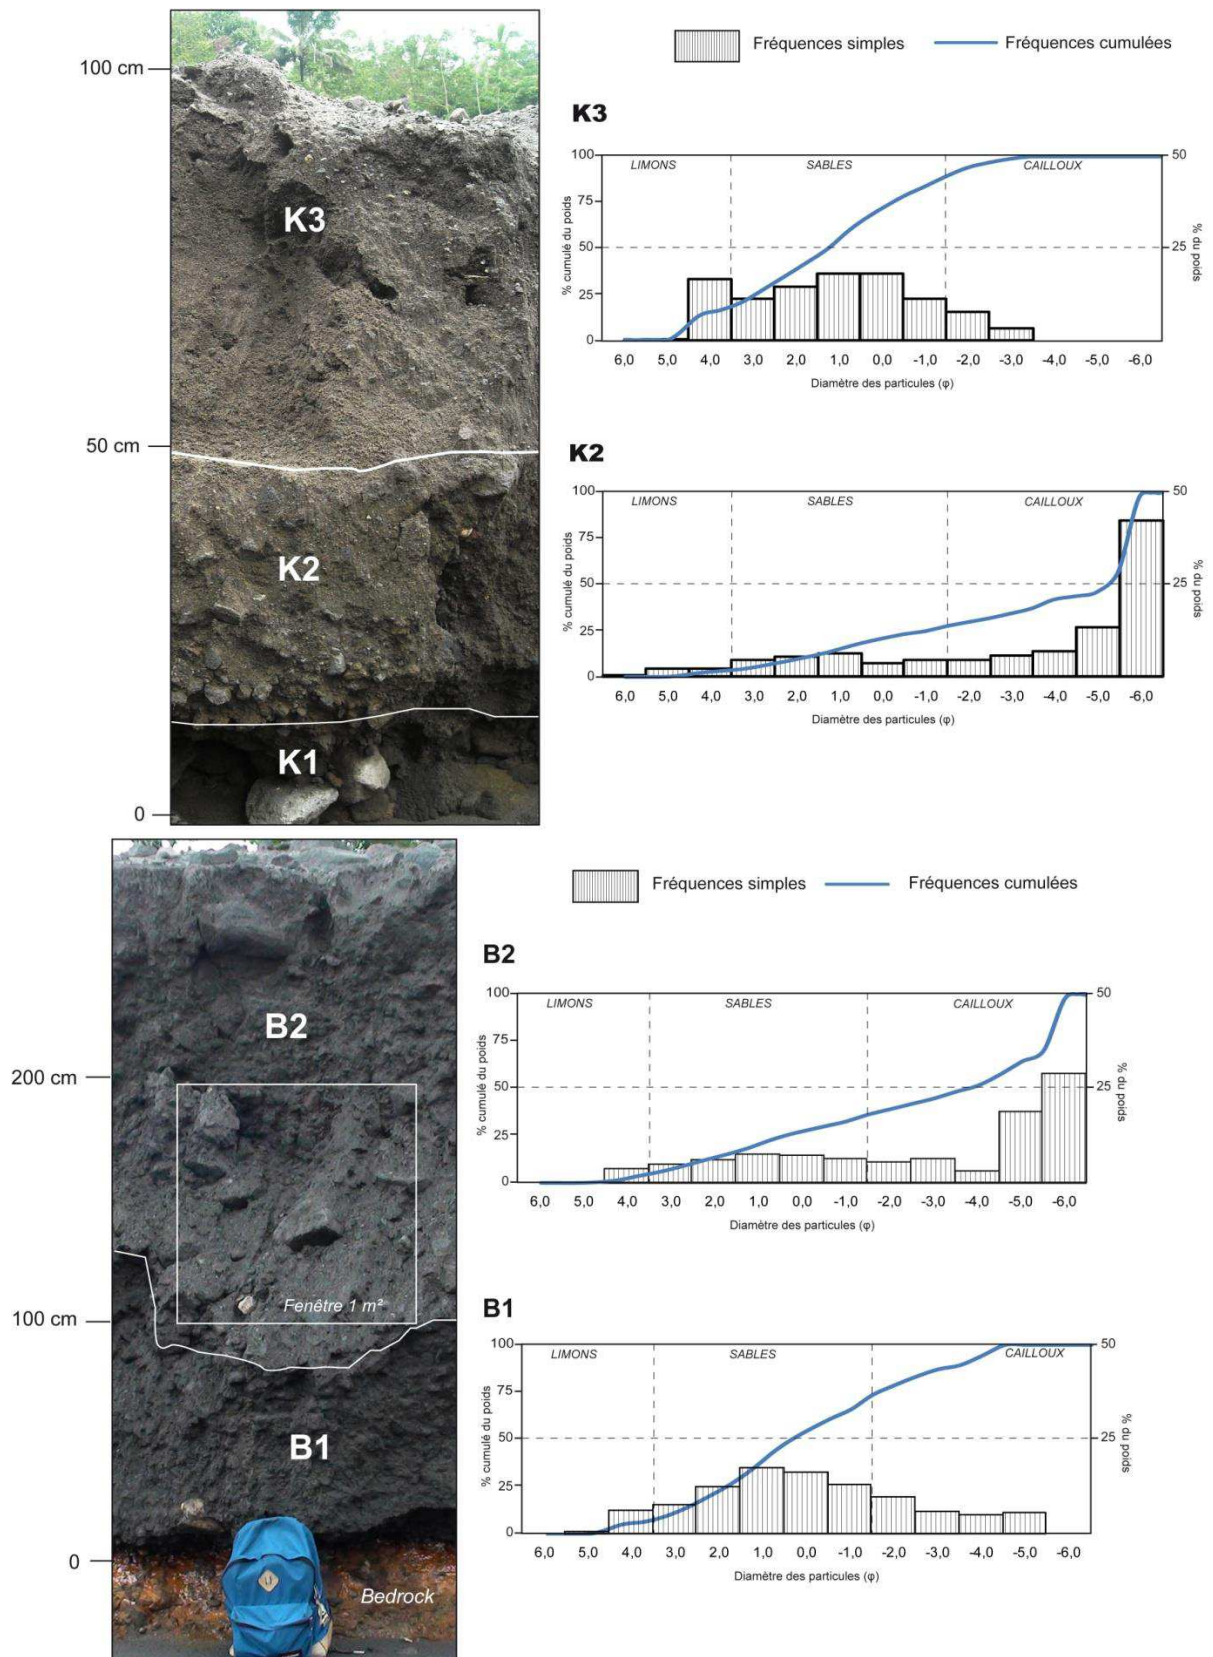 Fréquences simples Fréquences cumulées
100 cm
50 cm
0
K3
K2
K1
K3
LIMONS SABLES CAILLOUX
100
75
50
25
0
50
25
% cumulé du poids
% du poids
6,0 5,0 4,0 3,0 2,0 1,0 0,0 -1,0 -2,0 -3,0 -4,0 -5,0 -6,0
Diamètre des particules (φ)
K2
LIMONS SABLES CAILLOUX
100
75
50
25
0
50
25
% cumulé du poids
% du poids
6,0 5,0 4,0 3,0 2,0 1,0 0,0 -1,0 -2,0 -3,0 -4,0 -5,0 -6,0
Diamètre des particules (φ)
200 cm
100 cm
0
B2
Fenêtre 1 m²
B1
Bedrock
Fréquences simples Fréquences cumulées
B2
LIMONS SABLES CAILLOUX
100
75
50
25
0
50
25
% cumulé du poids
% du poids
6,0 5,0 4,0 3,0 2,0 1,0 0,0 -1,0 -2,0 -3,0 -4,0 -5,0 -6,0
Diamètre des particules (φ)
B1
LIMONS SABLES CAILLOUX
100
75
50
25
0
50
25
% cumulé du poids
% du poids
6,0 5,0 4,0 3,0 2,0 1,0 0,0 -1,0 -2,0 -3,0 -4,0 -5,0 -6,0
Diamètre des particules (φ)